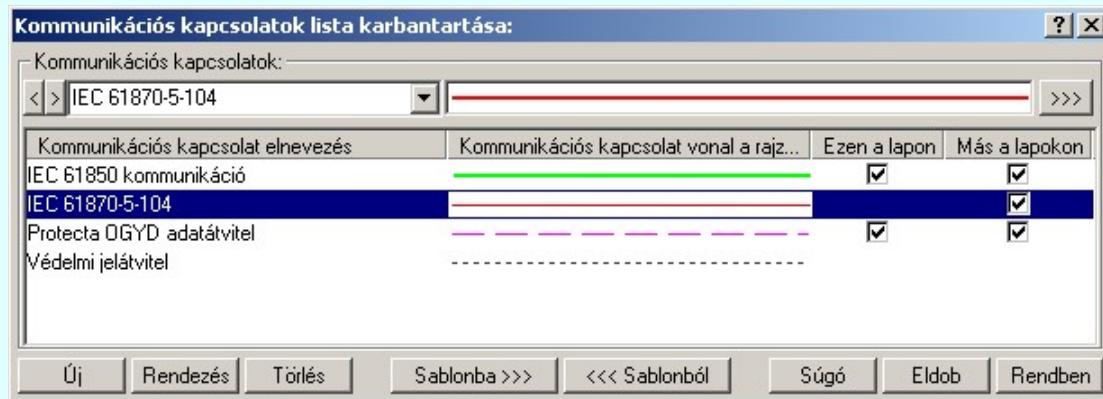 Kommunikációs kapcsolatok lista karbantartása:
Kommunikációs kapcsolatok:
< > IEC 61870-5-104 >>>
Kommunikációs kapcsolat elnevezés Kommunikációs kapcsolat vonal a rajz... Ezen a lapon Más a lapokon
IEC 61850 kommunikáció
IEC 61870-5-104
Protecta OGYD adatátvitel
Védelmi jelátvitel
Új Rendezés Törlés Sablonba >>> <<< Sablonból Súgó Eldob Rendben